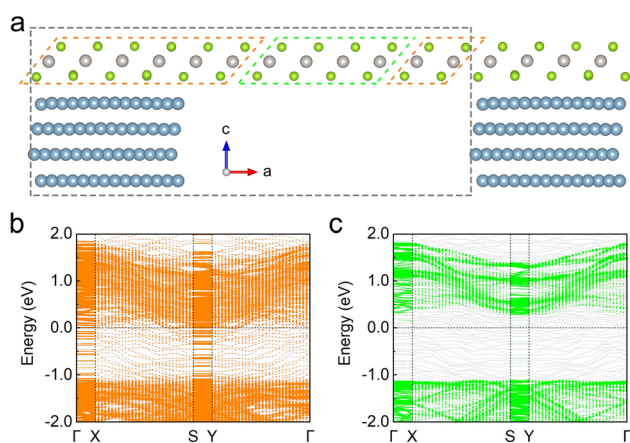 a
c
a
b
c
2.0 2.0
1.0 1.0
0.0 0.0
-1.0 -1.0
-2.0 -2.0
Energy (eV) Energy (eV)
Γ X S Y Γ Γ X S Y Γ